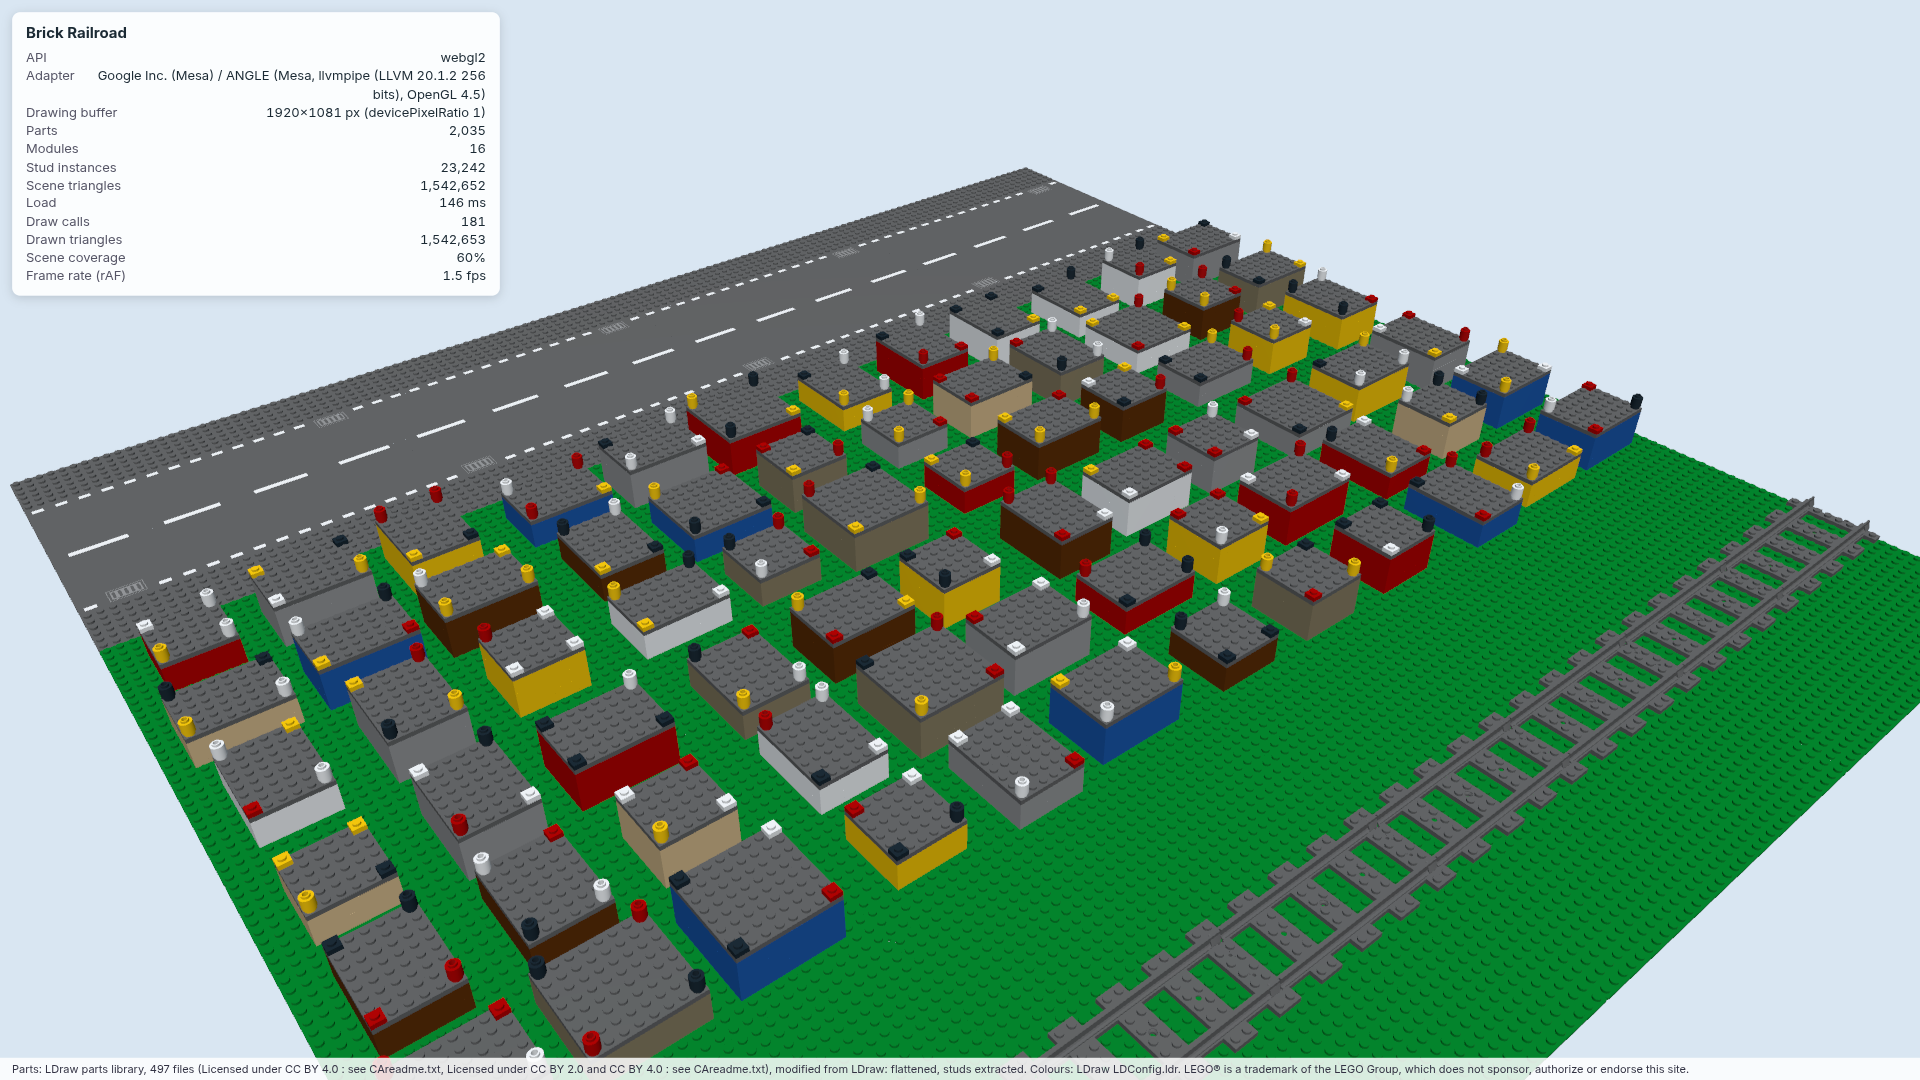 Brick Railroad
API webgl2
Adapter Google Inc. (Mesa) / ANGLE (Mesa, llvmpipe (LLVM 20.1.2 256
bits), OpenGL 4.5)
Drawing buffer 1920×1081 px (devicePixelRatio 1)
Parts 2,035
Modules 16
Stud instances 23,242
Scene triangles 1,542,652
Load 146 ms
Draw calls 181
Drawn triangles 1,542,653
Scene coverage 60%
Frame rate (rAF) 1.5 fps
Parts: LDraw parts library, 497 files (Licensed under CC BY 4.0 : see CAreadme.txt, Licensed under CC BY 2.0 and CC BY 4.0 : see CAreadme.txt), modified from LDraw: flattened, studs extracted. Colours: LDraw LDConfig.ldr. LEGO® is a trademark of the LEGO Group, which does not sponsor, authorize or endorse this site.